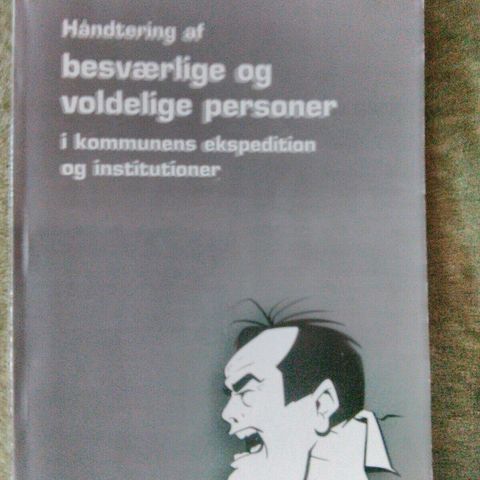 Håndtering af
besværlige og
voldelige personer
i kommunens ekspedition
og institutioner